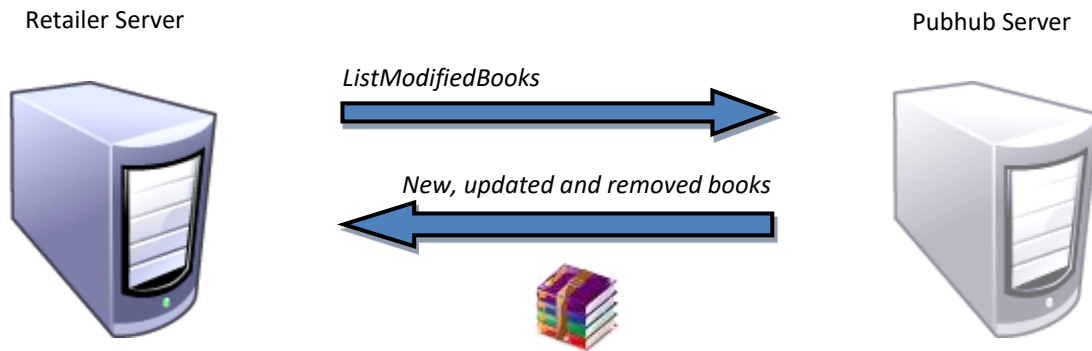 Retailer Server
Pubhub Server
ListModifiedBooks
New, updated and removed books